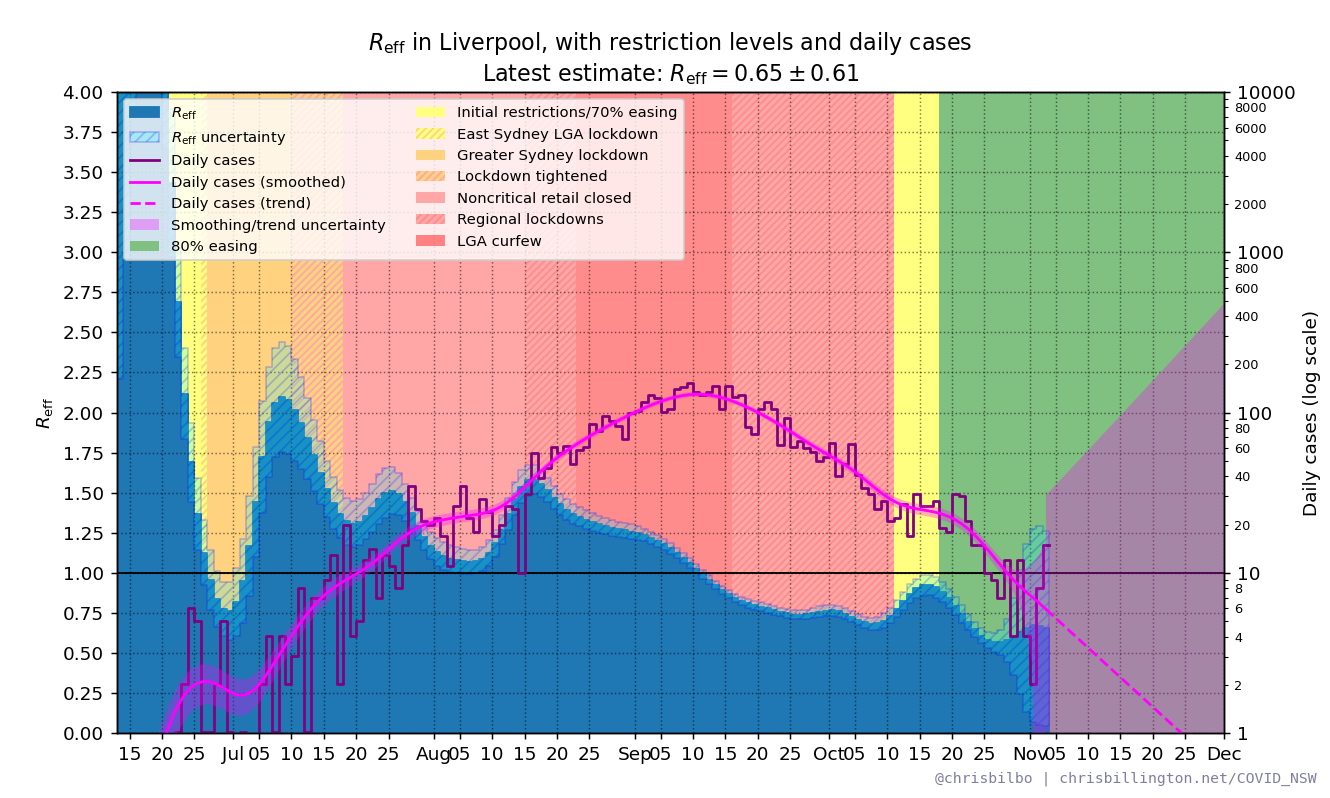 Reff in Liverpool, with restriction levels and daily cases
Latest estimate: Reff = 0.65 ± 0.61
Reff
Reff uncertainty
Daily cases
Daily cases (smoothed)
Daily cases (trend)
Smoothing/trend uncertainty
80% easing
Initial restrictions/70% easing
East Sydney LGA lockdown
Greater Sydney lockdown
Lockdown tightened
Noncritical retail closed
Regional lockdowns
LGA curfew
Reff
4.00
3.75
3.50
3.25
3.00
2.75
2.50
2.25
2.00
1.75
1.50
1.25
1.00
0.75
0.50
0.25
0.00
10000
8000
6000
4000
2000
1000
800
600
400
200
100
80
60
40
20
10
8
6
4
2
1
Daily cases (log scale)
15 20 25 Jul 05 10 15 20 25 Aug 05 10 15 20 25 Sep 05 10 15 20 25 Oct 05 10 15 20 25 Nov 05 10 15 20 25 Dec
@chrisbilbo | chrisbillington.net/COVID_NSW